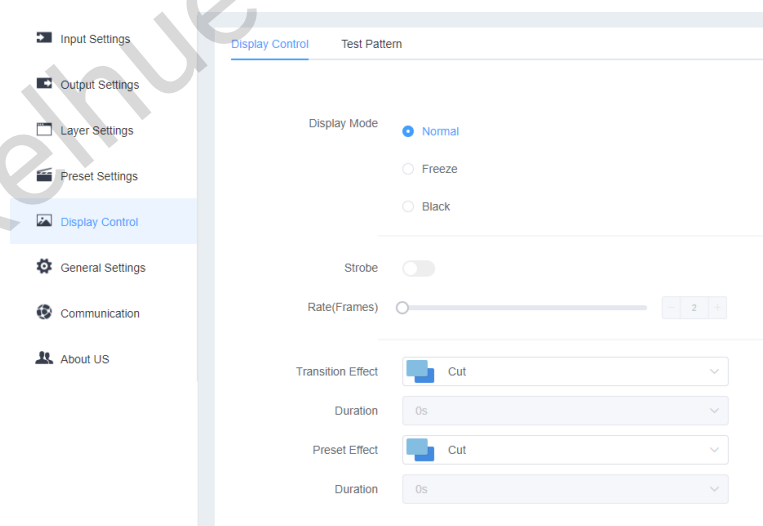 Input Settings
Output Settings
Layer Settings
Preset Settings
Display Control
General Settings
Communication
About US
Display Control Test Pattern
Display Mode
Normal
Freeze
Black
Strobe
Rate(Frames) - 2 +
Transition Effect Cut
Duration 0s
Preset Effect Cut
Duration 0s